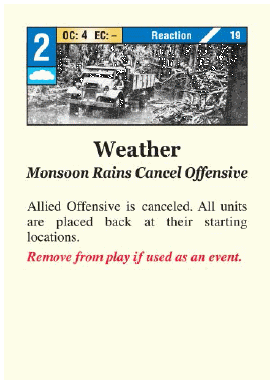 2
OC: 4 EC: – Reaction 19
Weather
Monsoon Rains Cancel Offensive
Allied Offensive is canceled. All units
are placed back at their starting
locations.
Remove from play if used as an event.